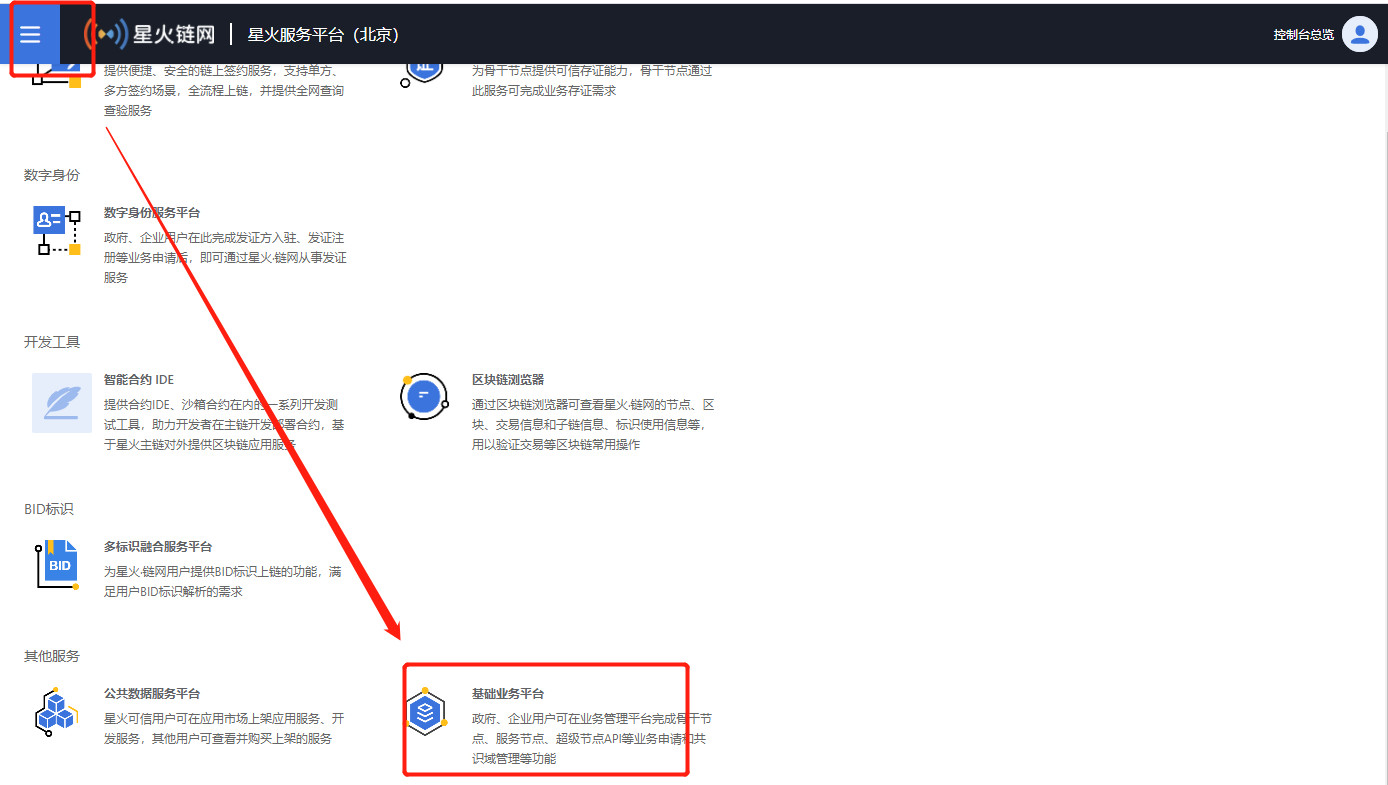 星火链网
星火服务平台（北京）
控制台总览
提供便捷、安全的链上签约服务，支持单方、
多方签约场景，全流程上链，并提供全网查询
查验服务
为骨干节点提供可信存证能力，骨干节点通过
此服务可完成业务存证需求
数字身份
数字身份服务平台
政府、企业用户在此完成发证方入驻、发证注
册等业务申请后，即可通过星火·链网从事发证
服务
开发工具
智能合约 IDE
提供合约IDE、沙箱合约在内的一系列开发测
试工具，助力开发者在主链开发部署合约，基
于星火主链对外提供区块链应用服务
区块链浏览器
通过区块链浏览器可查看星火·链网的节点、区
块、交易信息和子链信息、标识使用信息等，
用以验证交易等区块链常用操作
BID标识
BID
多标识融合服务平台
为星火·链网用户提供BID标识上链的功能，满
足用户BID标识解析的需求
其他服务
公共数据服务平台
星火可信用户可在应用市场上架应用服务、开
发服务，其他用户可查看并购买上架的服务
基础业务平台
政府、企业用户可在业务管理平台完成骨干节
点、服务节点、超级节点API等业务申请和共
识域管理等功能